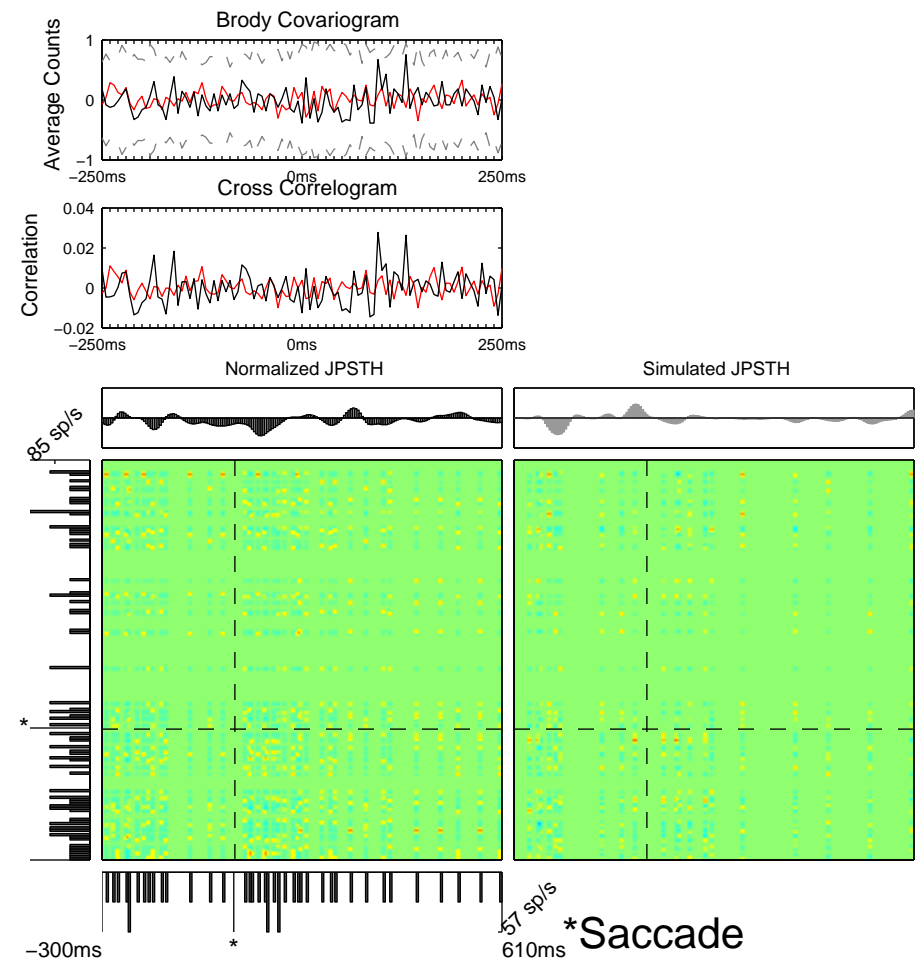 Brody Covariogram
Average Counts
1
0
−1
−250ms
0ms
250ms
Cross Correlogram
Correlation
0.04
0.02
0
−0.02
−250ms
0ms
250ms
Normalized JPSTH
Simulated JPSTH
85 sp/s
*
*
−300ms
57 sp/s
610ms
*Saccade